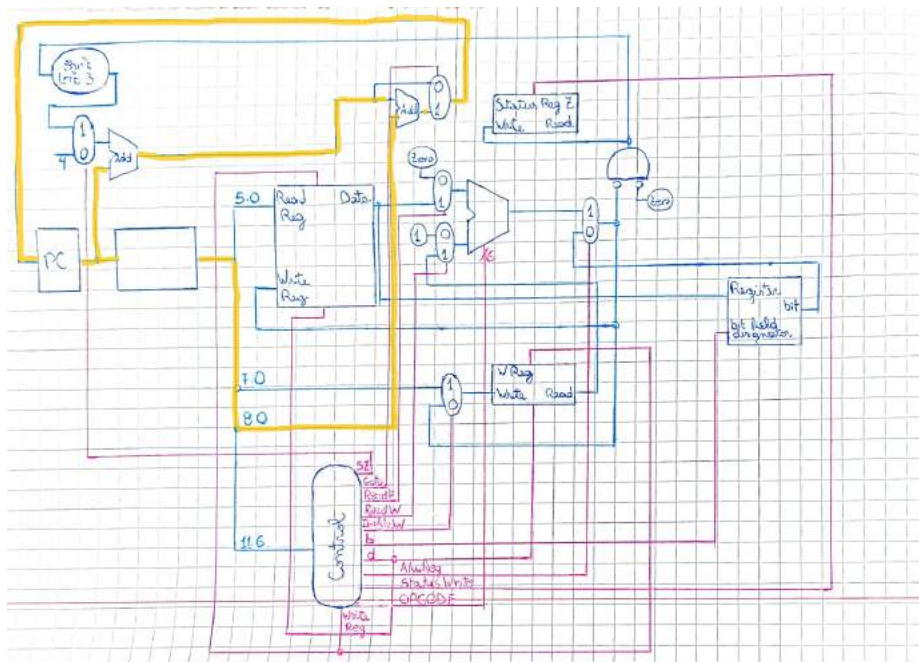 Shift
left 3
1
0
4
Add
Add
0
1
Status Reg Z
Write Read
Zero
Zero
PC
5.0
Read
Reg
Data
Write
Reg
0
1
1
0
1
1
0
/6
Register
bit
bit field
7.0
8.0
11.6
1
0
W Reg
Write Read
Control
SZ
Goto
ReadF
ReadW
b
d
AluReg
Status Write
OPCODE
Write
Reg